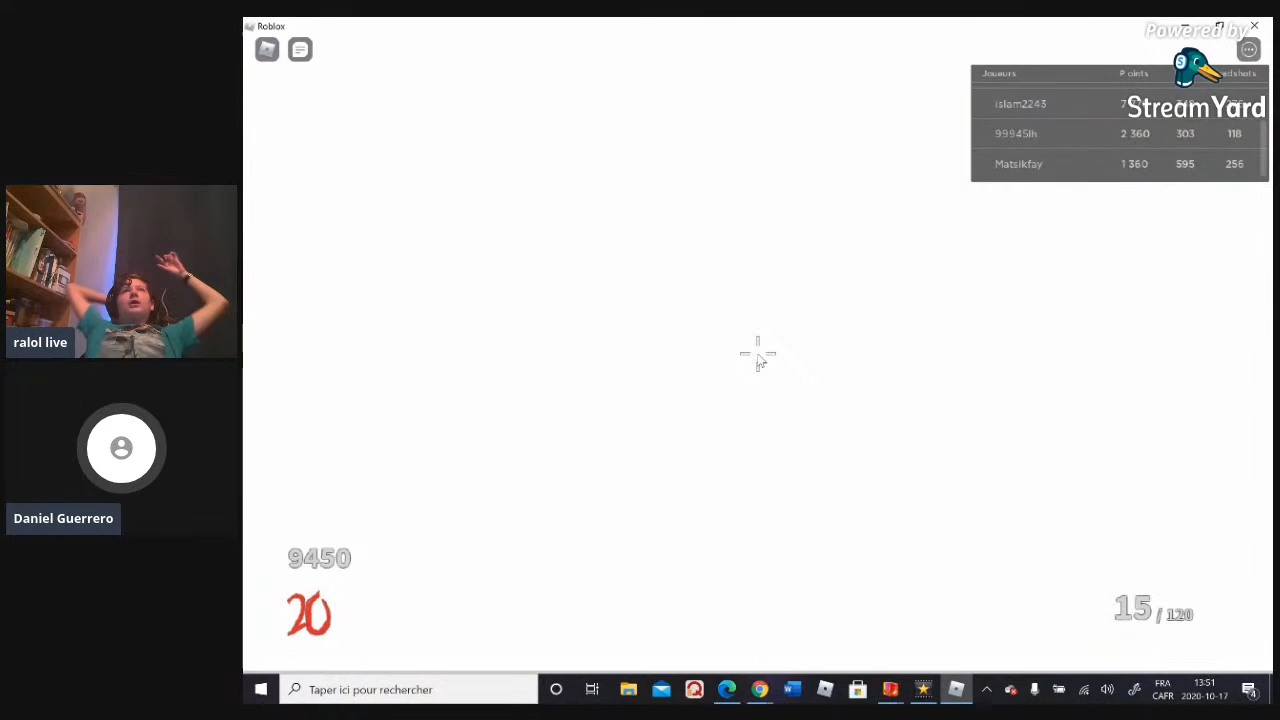 Roblox
Powered by
StreamYard
Joueurs Points
islam2243
99945lh 2 360 303 118
Matsikfay 1 360 595 256
ralol live
Daniel Guerrero
9450
20
15 / 120
Taper ici pour rechercher
FRA
CAFR
13:51
2020-10-17
4